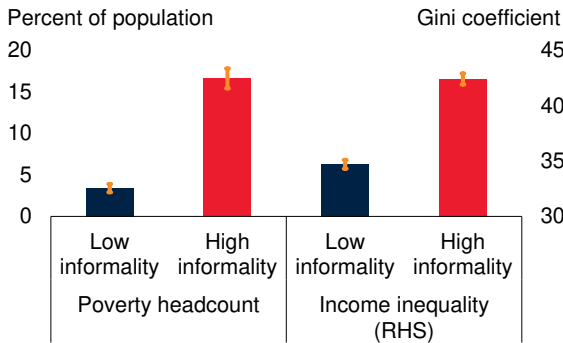 Percent of population Gini coefficient
20 45
15 40
10 35
5
0 30
Low High Low High
informality informality informality informality
Poverty headcount Income inequality
(RHS)